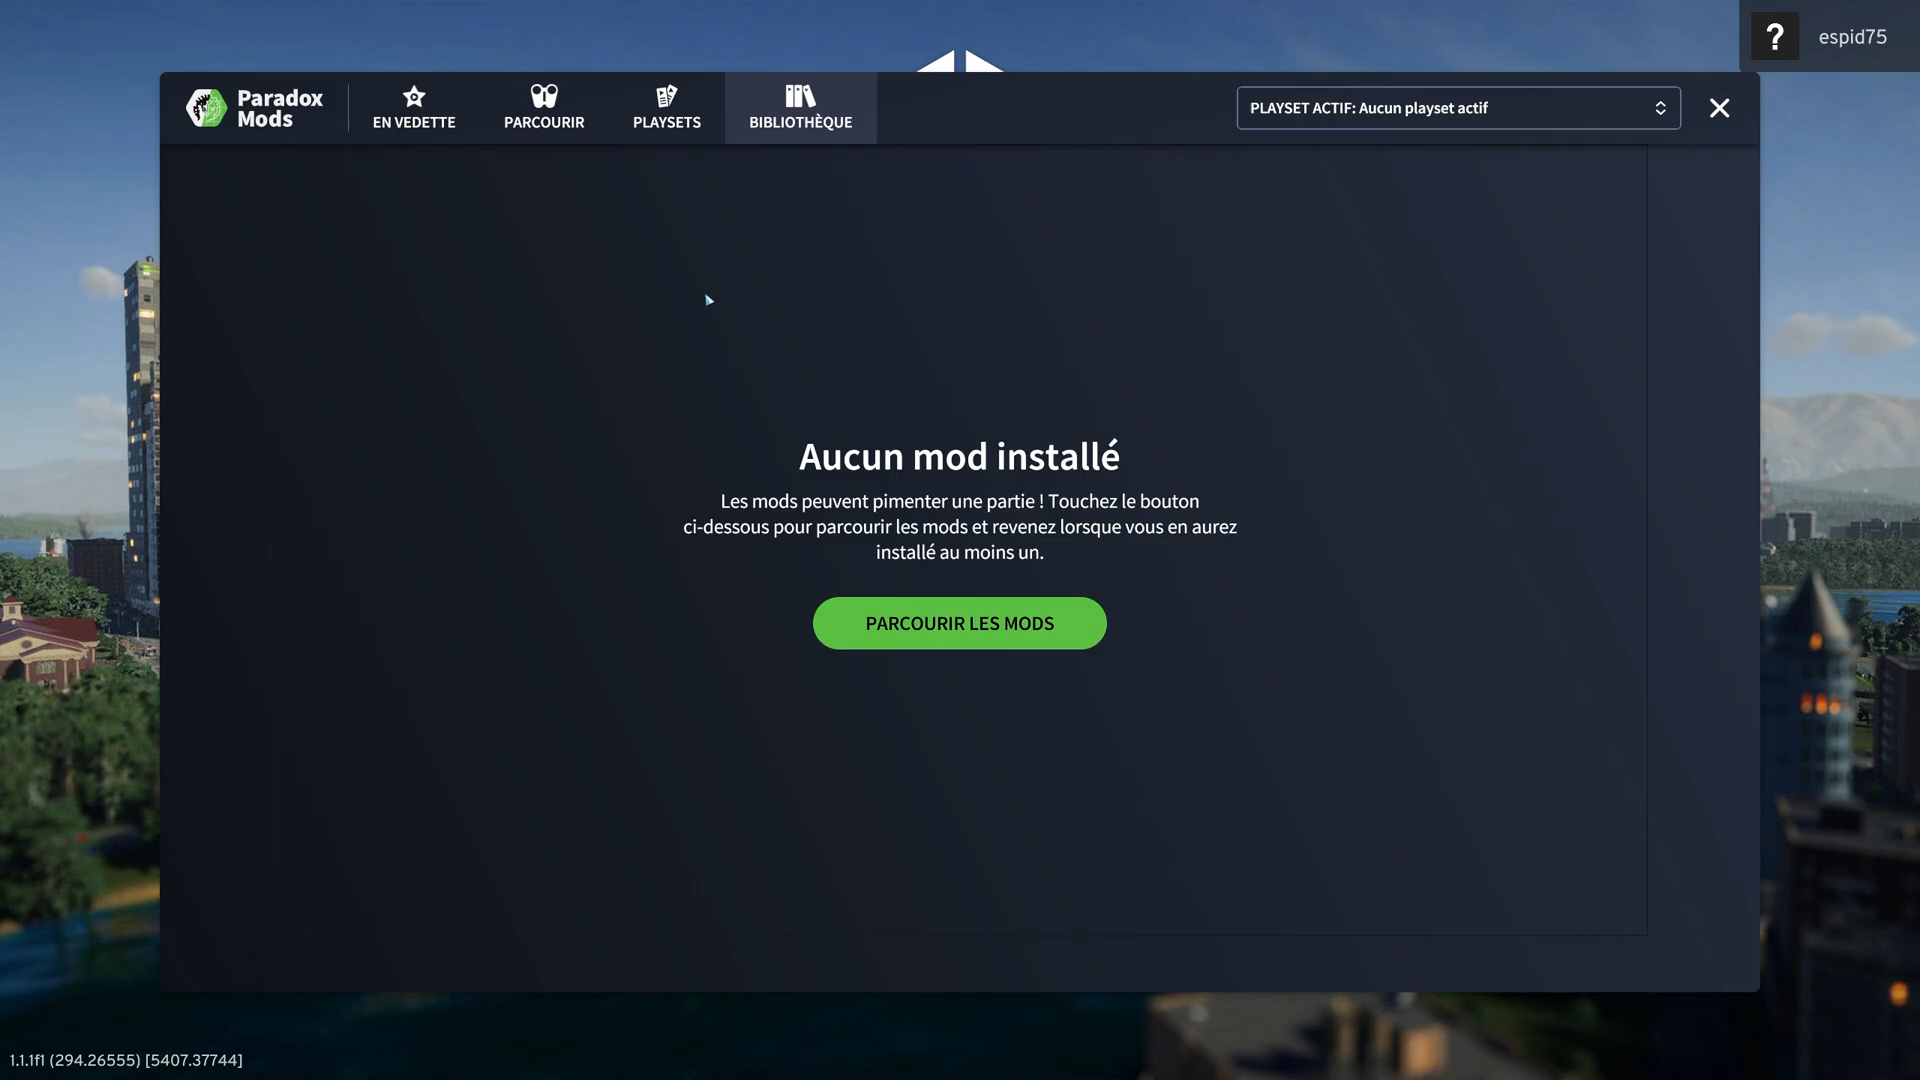 ? espid75
Paradox Mods
EN VEDETTE
PARCOURIR
PLAYSETS
BIBLIOTHÈQUE
PLAYSET ACTIF: Aucun playset actif
Aucun mod installé
Les mods peuvent pimenter une partie ! Touchez le bouton
ci-dessous pour parcourir les mods et revenez lorsque vous en aurez
installé au moins un.
PARCOURIR LES MODS
1.1.1f1 (294.26555) [5407.37744]